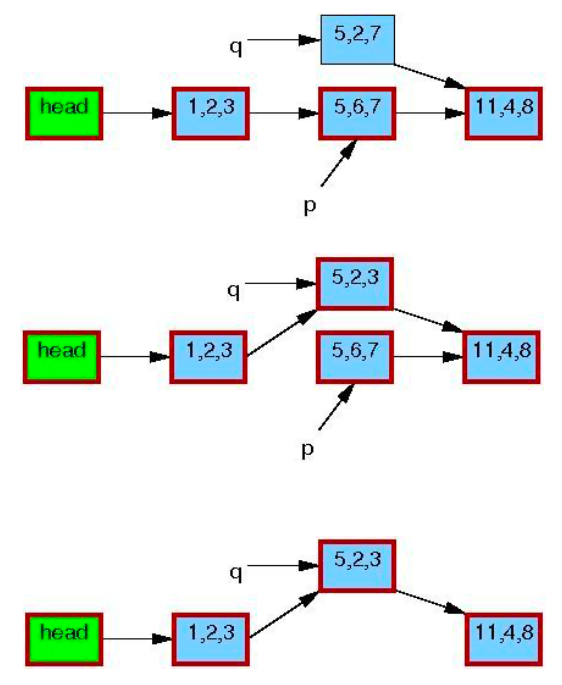 q 5,2,7
head 1,2,3 5,6,7 11,4,8
p
q 5,2,3
head 1,2,3 5,6,7 11,4,8
p
q 5,2,3
head 1,2,3 11,4,8